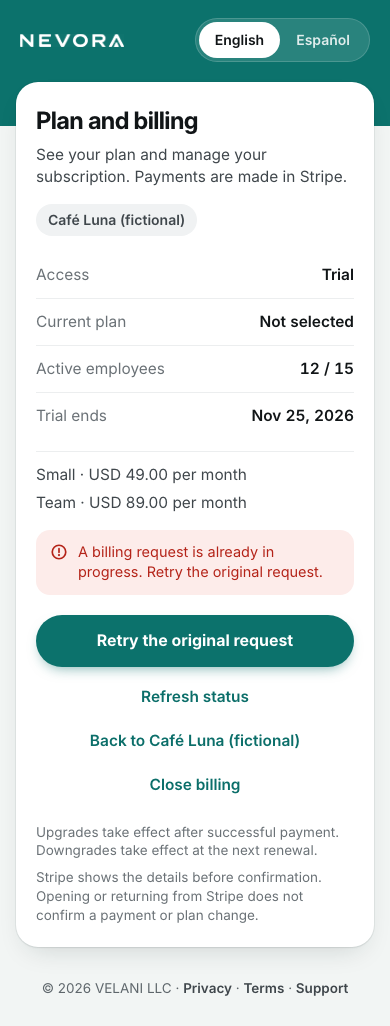 NEVORA
English Español
Plan and billing
See your plan and manage your
subscription. Payments are made in Stripe.
Café Luna (fictional)
Access Trial
Current plan Not selected
Active employees 12 / 15
Trial ends Nov 25, 2026
Small · USD 49.00 per month
Team · USD 89.00 per month
A billing request is already in
progress. Retry the original request.
Retry the original request
Refresh status
Back to Café Luna (fictional)
Close billing
Upgrades take effect after successful payment.
Downgrades take effect at the next renewal.
Stripe shows the details before confirmation.
Opening or returning from Stripe does not
confirm a payment or plan change.
© 2026 VELANI LLC · Privacy · Terms · Support